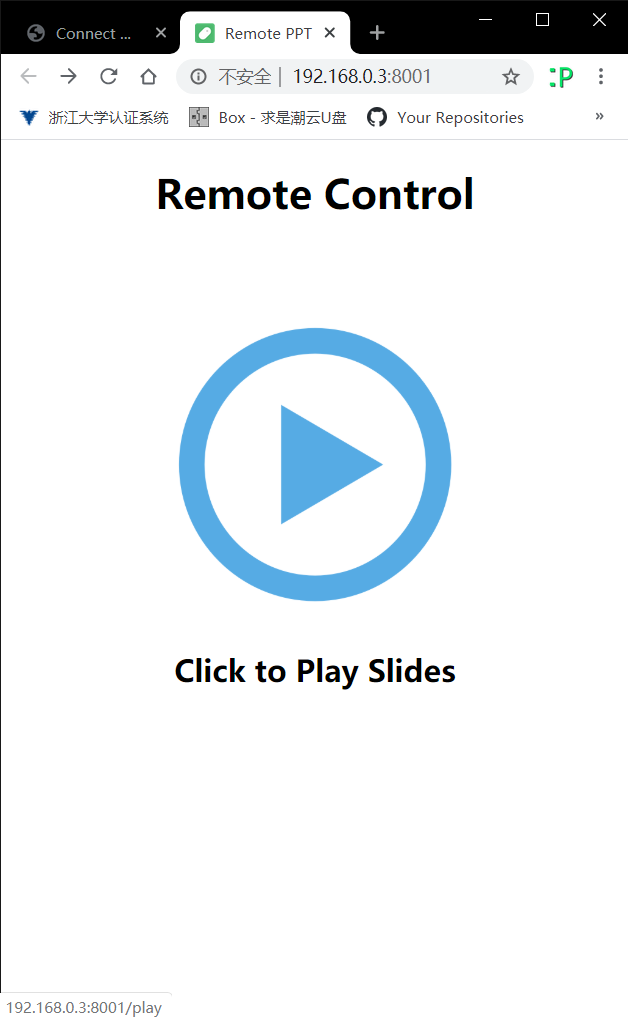 Connect ...
Remote PPT
不安全 | 192.168.0.3:8001
:P
浙江大学认证系统
Box - 求是潮云U盘
Your Repositories
»
Remote Control
Click to Play Slides
192.168.0.3:8001/play